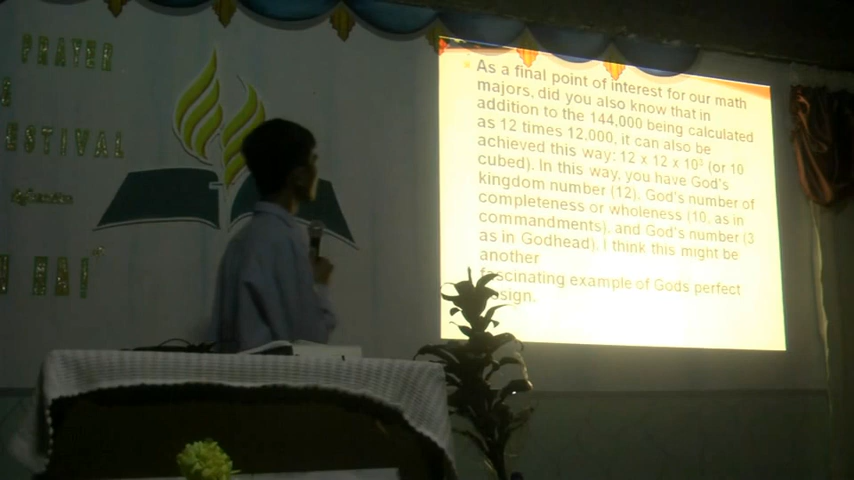 PRAYER
ESTIVAL
As a final point of interest for our math
majors, did you also know that in
addition to the 144,000 being calculated
as 12 times 12,000, it can also be
achieved this way: 12 x 12 x 10³ (or 10
cubed). In this way, you have God's
kingdom number (12), God's number of
completeness or wholeness (10, as in
commandments), and God's number (3
as in Godhead). I think this might be
another
fascinating example of Gods perfect
sign.